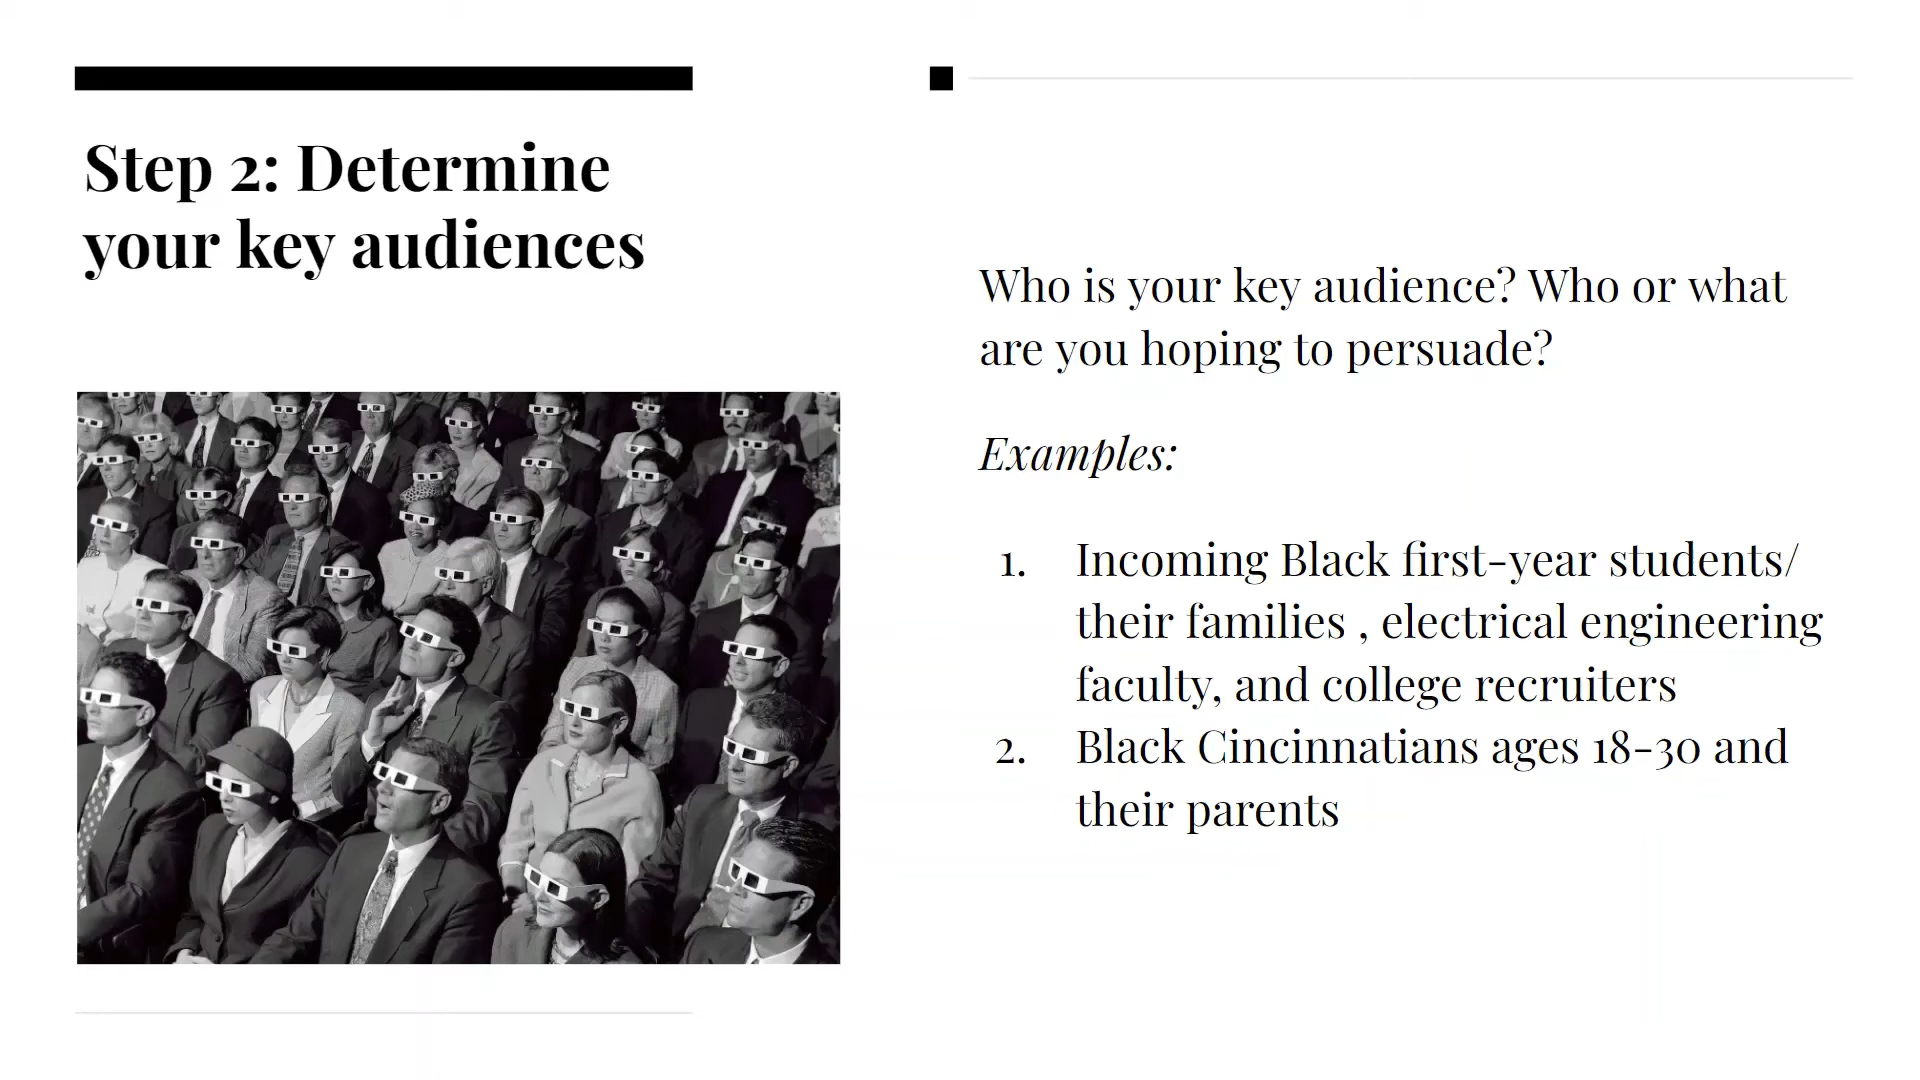 Step 2: Determine
your key audiences
Who is your key audience? Who or what
are you hoping to persuade?
Examples:
1. Incoming Black first-year students/
their families , electrical engineering
faculty, and college recruiters
2. Black Cincinnatians ages 18-30 and
their parents